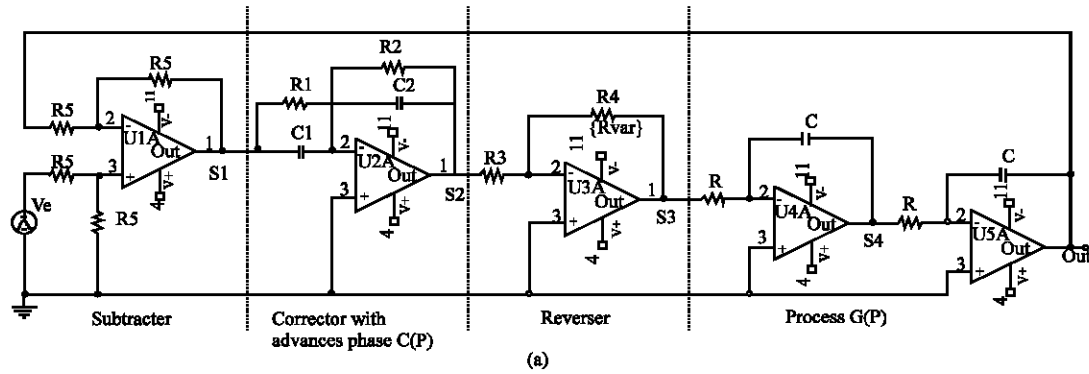 R5
R5
R5
R5
Ve
2
3
11
v-
-
+
U1A
Out
1
v+
4
S1
R2
R1
C2
C1
11
v-
2
3
-
+
U2A
Out
1
v+
4
S2
R3
R4
{Rvar}
11
v-
2
3
-
+
U3A
Out
1
v+
4
S3
R
C
11
v-
2
3
-
+
U4A
Out
1
v+
4
S4
R
C
11
v-
2
3
-
+
U5A
Out
v+
4
Out
Subtracter
Corrector with
advances phase C(P)
Reverser
Process G(P)
(a)